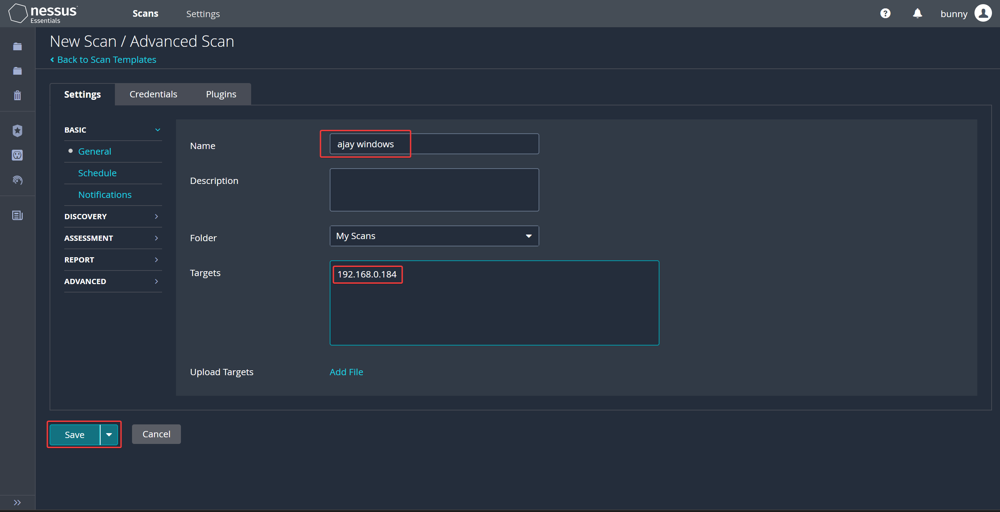 nessus
Essentials
Scans
Settings
bunny
New Scan / Advanced Scan
Back to Scan Templates
Settings
Credentials
Plugins
BASIC
General
Schedule
Notifications
DISCOVERY
ASSESSMENT
REPORT
ADVANCED
Name
ajay windows
Description
Folder
My Scans
Targets
192.168.0.184
Upload Targets
Add File
Save
Cancel